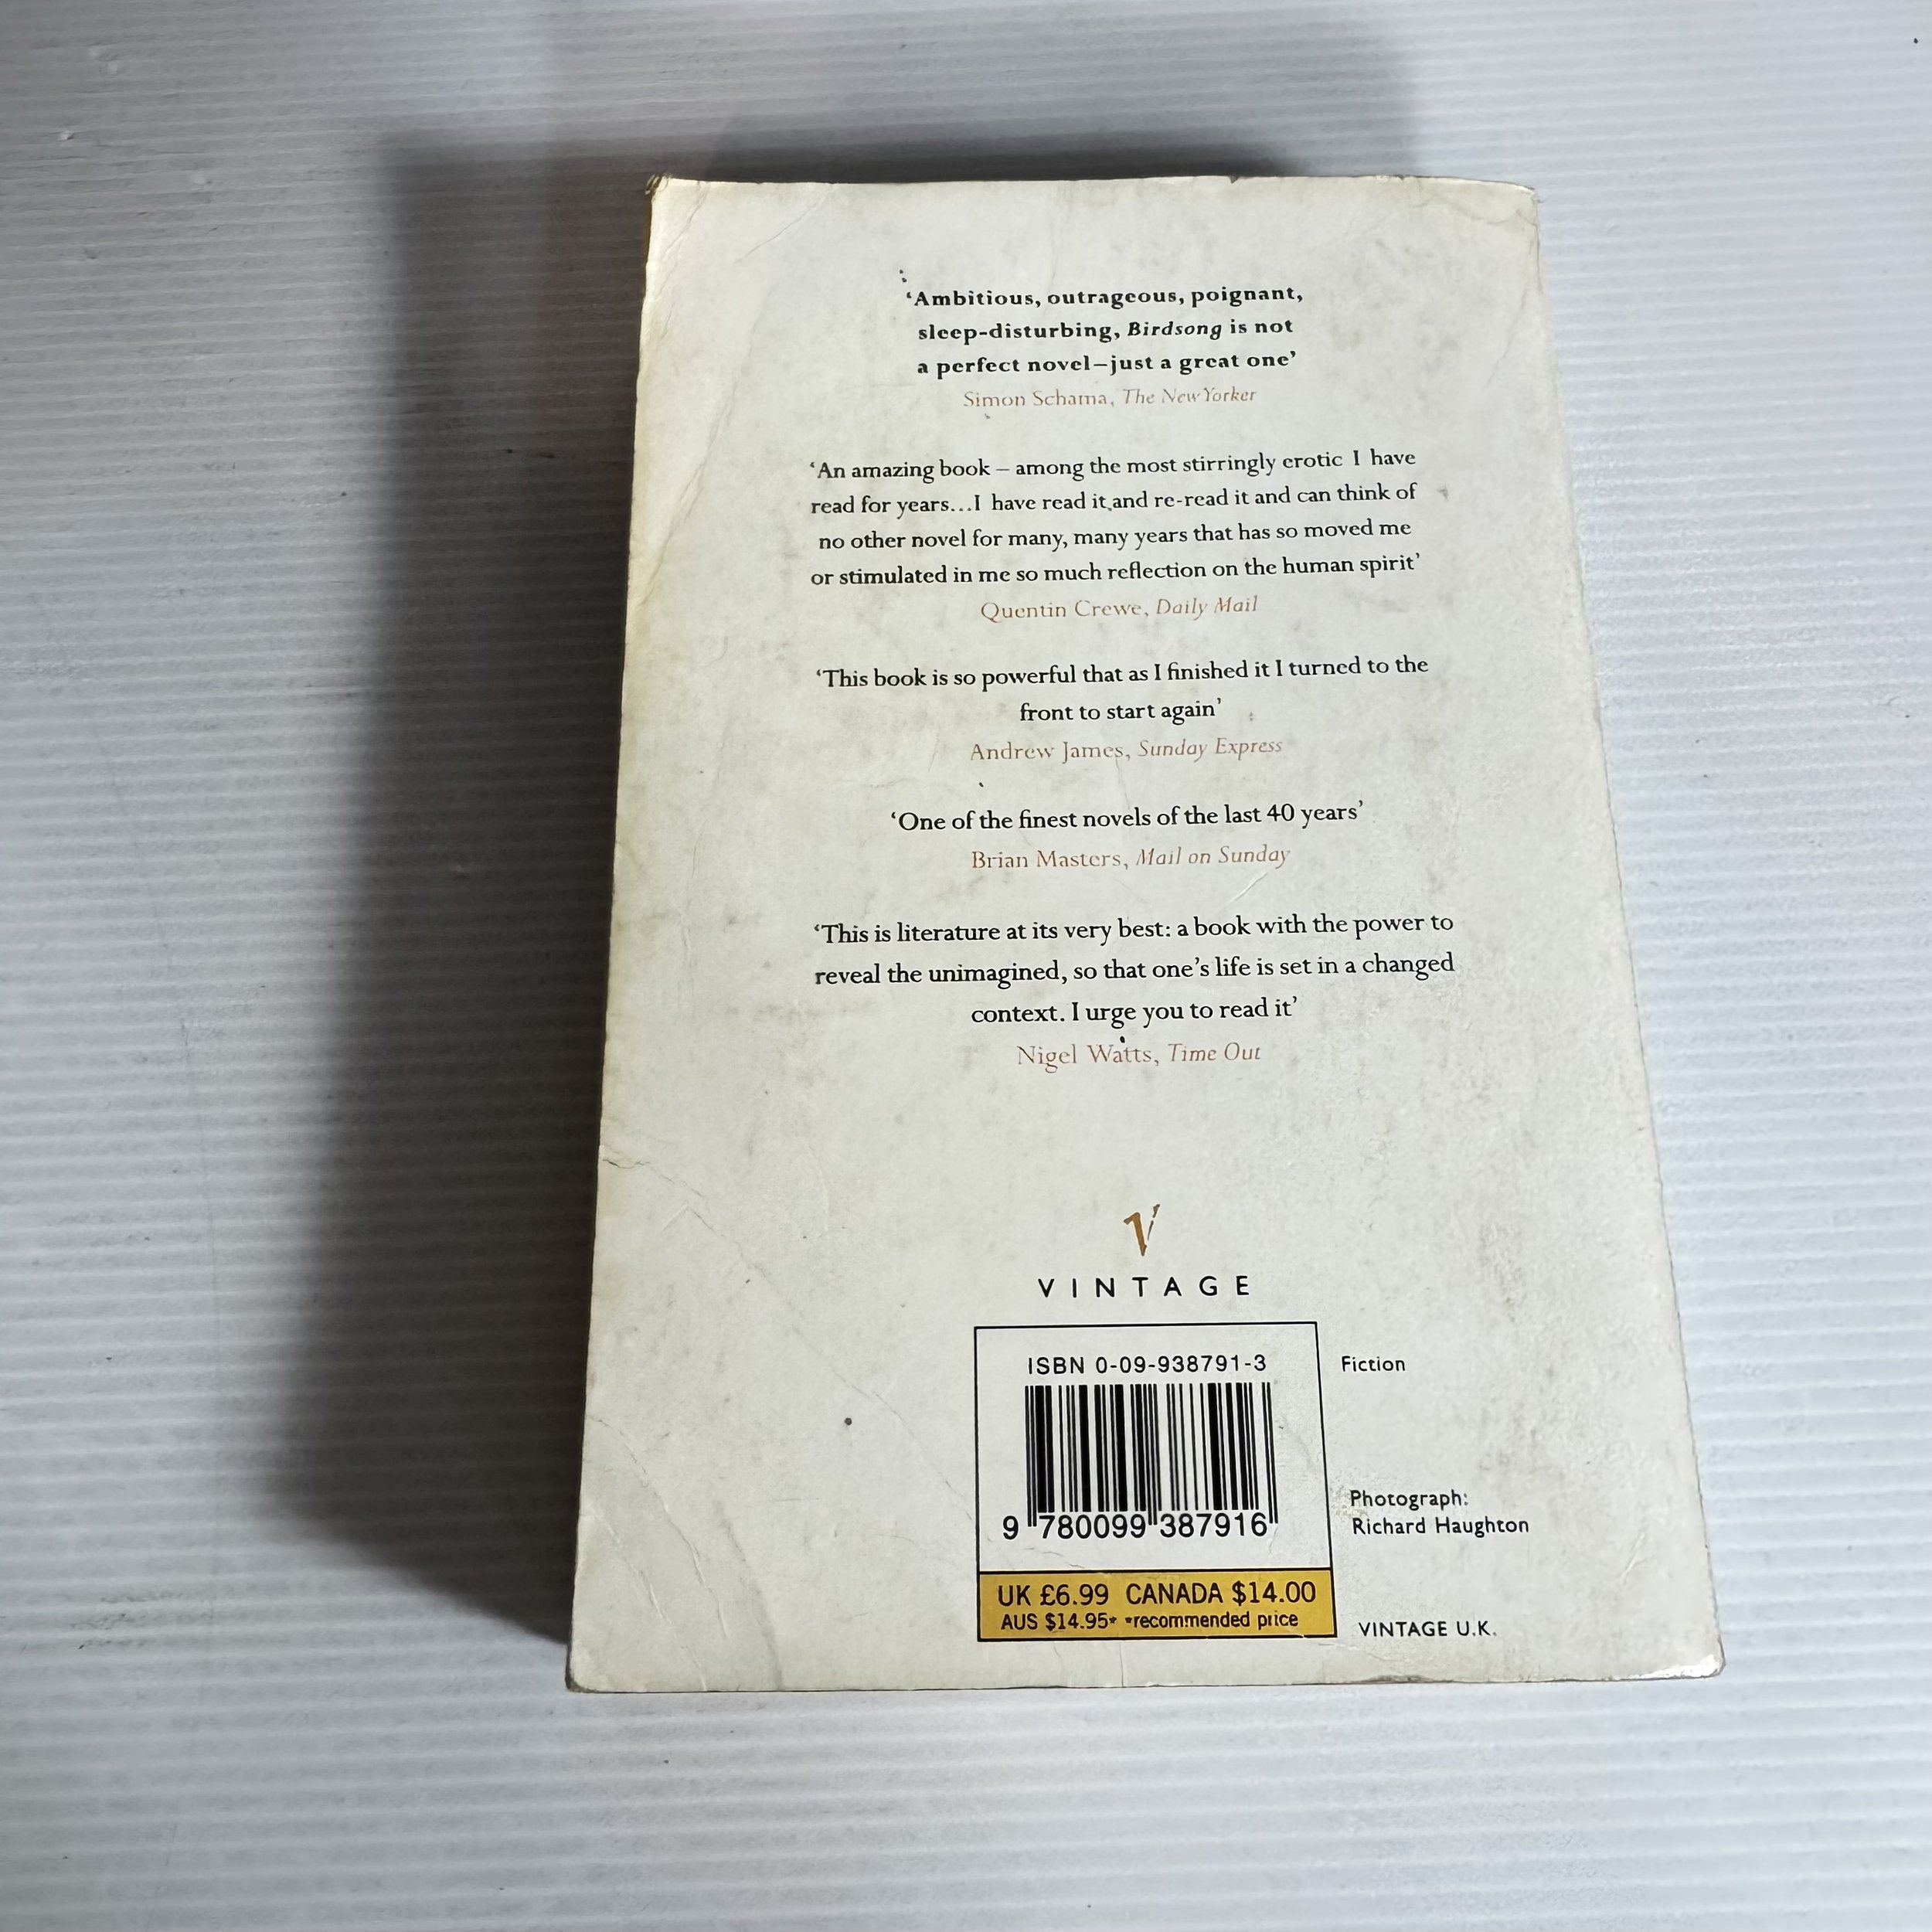 ‘Ambitious, outrageous, poignant,
sleep-disturbing, Birdsong is not
a perfect novel–just a great one’
Simon Schama, The New Yorker
‘An amazing book – among the most stirringly erotic I have
read for years...I have read it and re-read it and can think of
no other novel for many, many years that has so moved me
or stimulated in me so much reflection on the human spirit’
Quentin Crewe, Daily Mail
‘This book is so powerful that as I finished it I turned to the
front to start again’
Andrew James, Sunday Express
‘One of the finest novels of the last 40 years’
Brian Masters, Mail on Sunday
‘This is literature at its very best: a book with the power to
reveal the unimagined, so that one’s life is set in a changed
context. I urge you to read it’
Nigel Watts, Time Out
V
VINTAGE
ISBN 0-09-938791-3
Fiction
9 780099 387916
Photograph:
Richard Haughton
UK £6.99 CANADA $14.00
AUS $14.95* *recommended price
VINTAGE U.K.